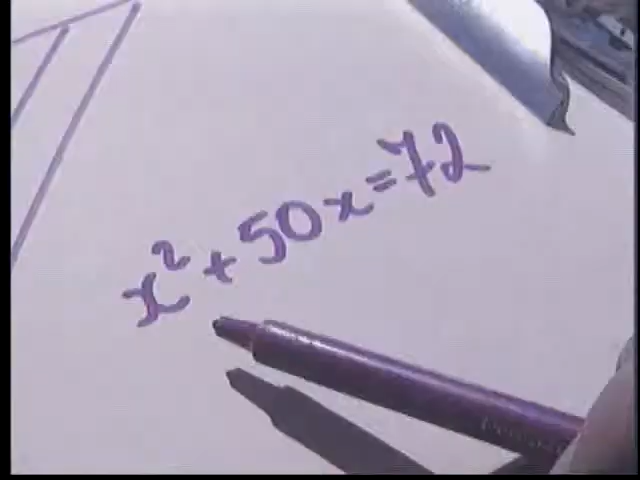 x² + 50x = 72